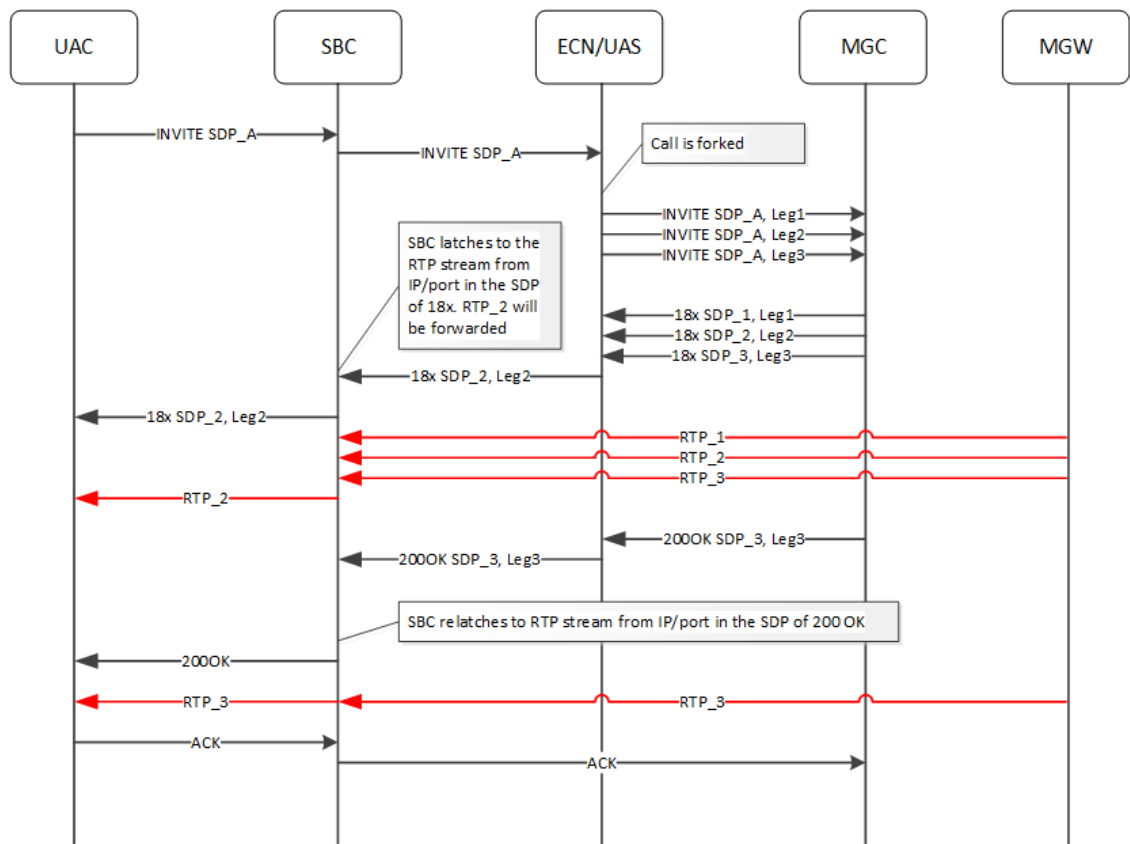 UAC
SBC
ECN/UAS
MGC
MGW
INVITE SDP_A
INVITE SDP_A
Call is forked
INVITE SDP_A, Leg1
INVITE SDP_A, Leg2
INVITE SDP_A, Leg3
SBC latches to the
RTP stream from
IP/port in the SDP
of 18x. RTP_2 will
be forwarded
18x SDP_1, Leg1
18x SDP_2, Leg2
18x SDP_3, Leg3
18x SDP_2, Leg2
18x SDP_2, Leg2
RTP_1
RTP_2
RTP_3
RTP_2
200OK SDP_3, Leg3
200OK SDP_3, Leg3
SBC relatches to RTP stream from IP/port in the SDP of 200 OK
200OK
RTP_3
RTP_3
ACK
ACK